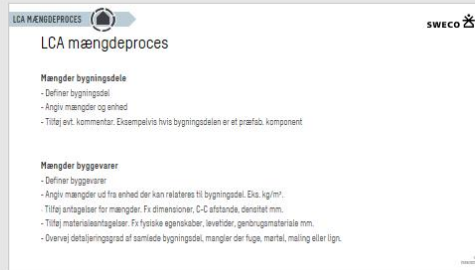 LCA MÆNGDEPROCES
SWECO
LCA mængdeproces
Mængder bygningsdele
- Definer bygningsdel
- Angiv mængder og enhed
- Tilføj evt. kommentar. Eksempelvis hvis bygningsdelen er et præfab. komponent
Mængder byggevarer
- Definer byggevarer
- Angiv mængder ud fra enhed der kan relateres til bygningsdel. Eks. kg/m².
- Tilføj antagelser for mængder. Fx dimensioner, C-C afstande, densitet mm.
- Tilføj materialeantagelser. Fx fysiske egenskaber, levetider, genbrugsmateriale mm.
- Overvej detaljeringsgrad af samlede bygningsdel, mangler der fuge, mørtel, maling eller lign.